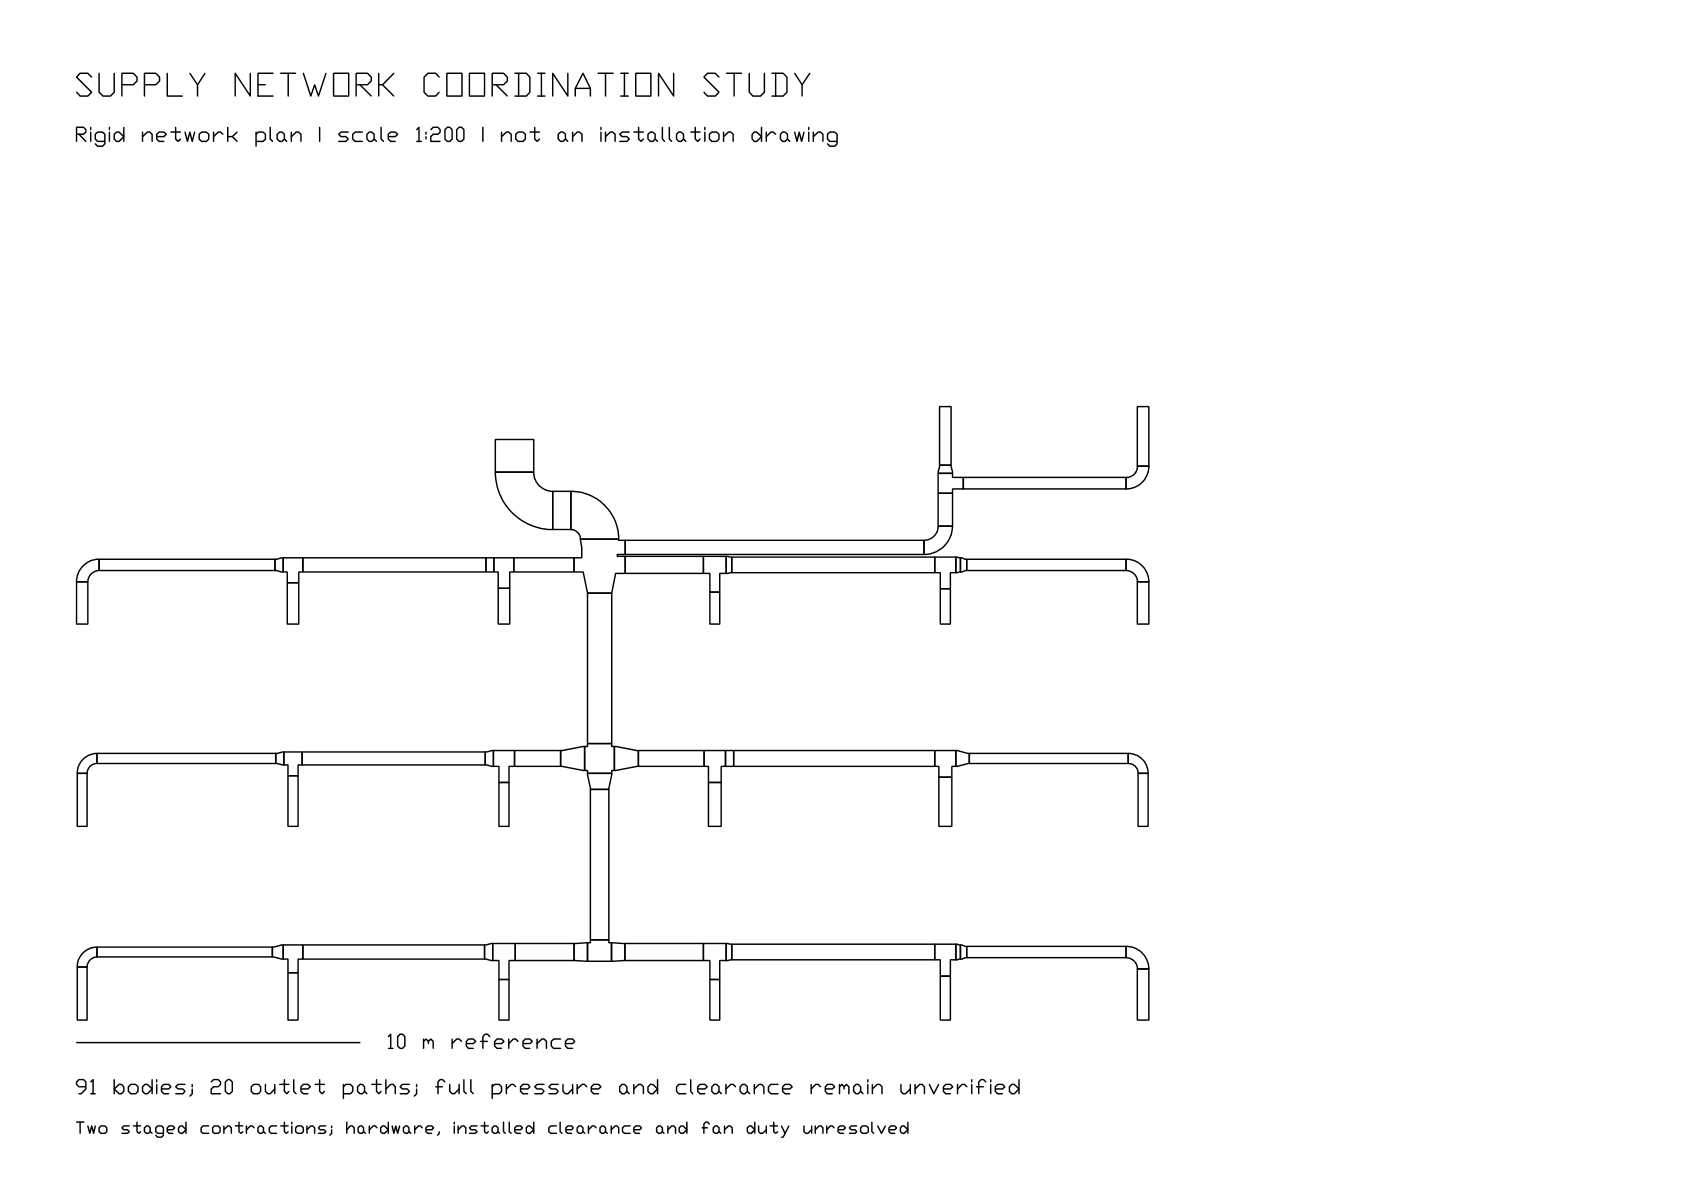 SUPPLY NETWORK COORDINATION STUDY
Rigid network plan | scale 1:200 | not an installation drawing
10 m reference
91 bodies; 20 outlet paths; full pressure and clearance remain unverified
Two staged contractions; hardware, installed clearance and fan duty unresolved